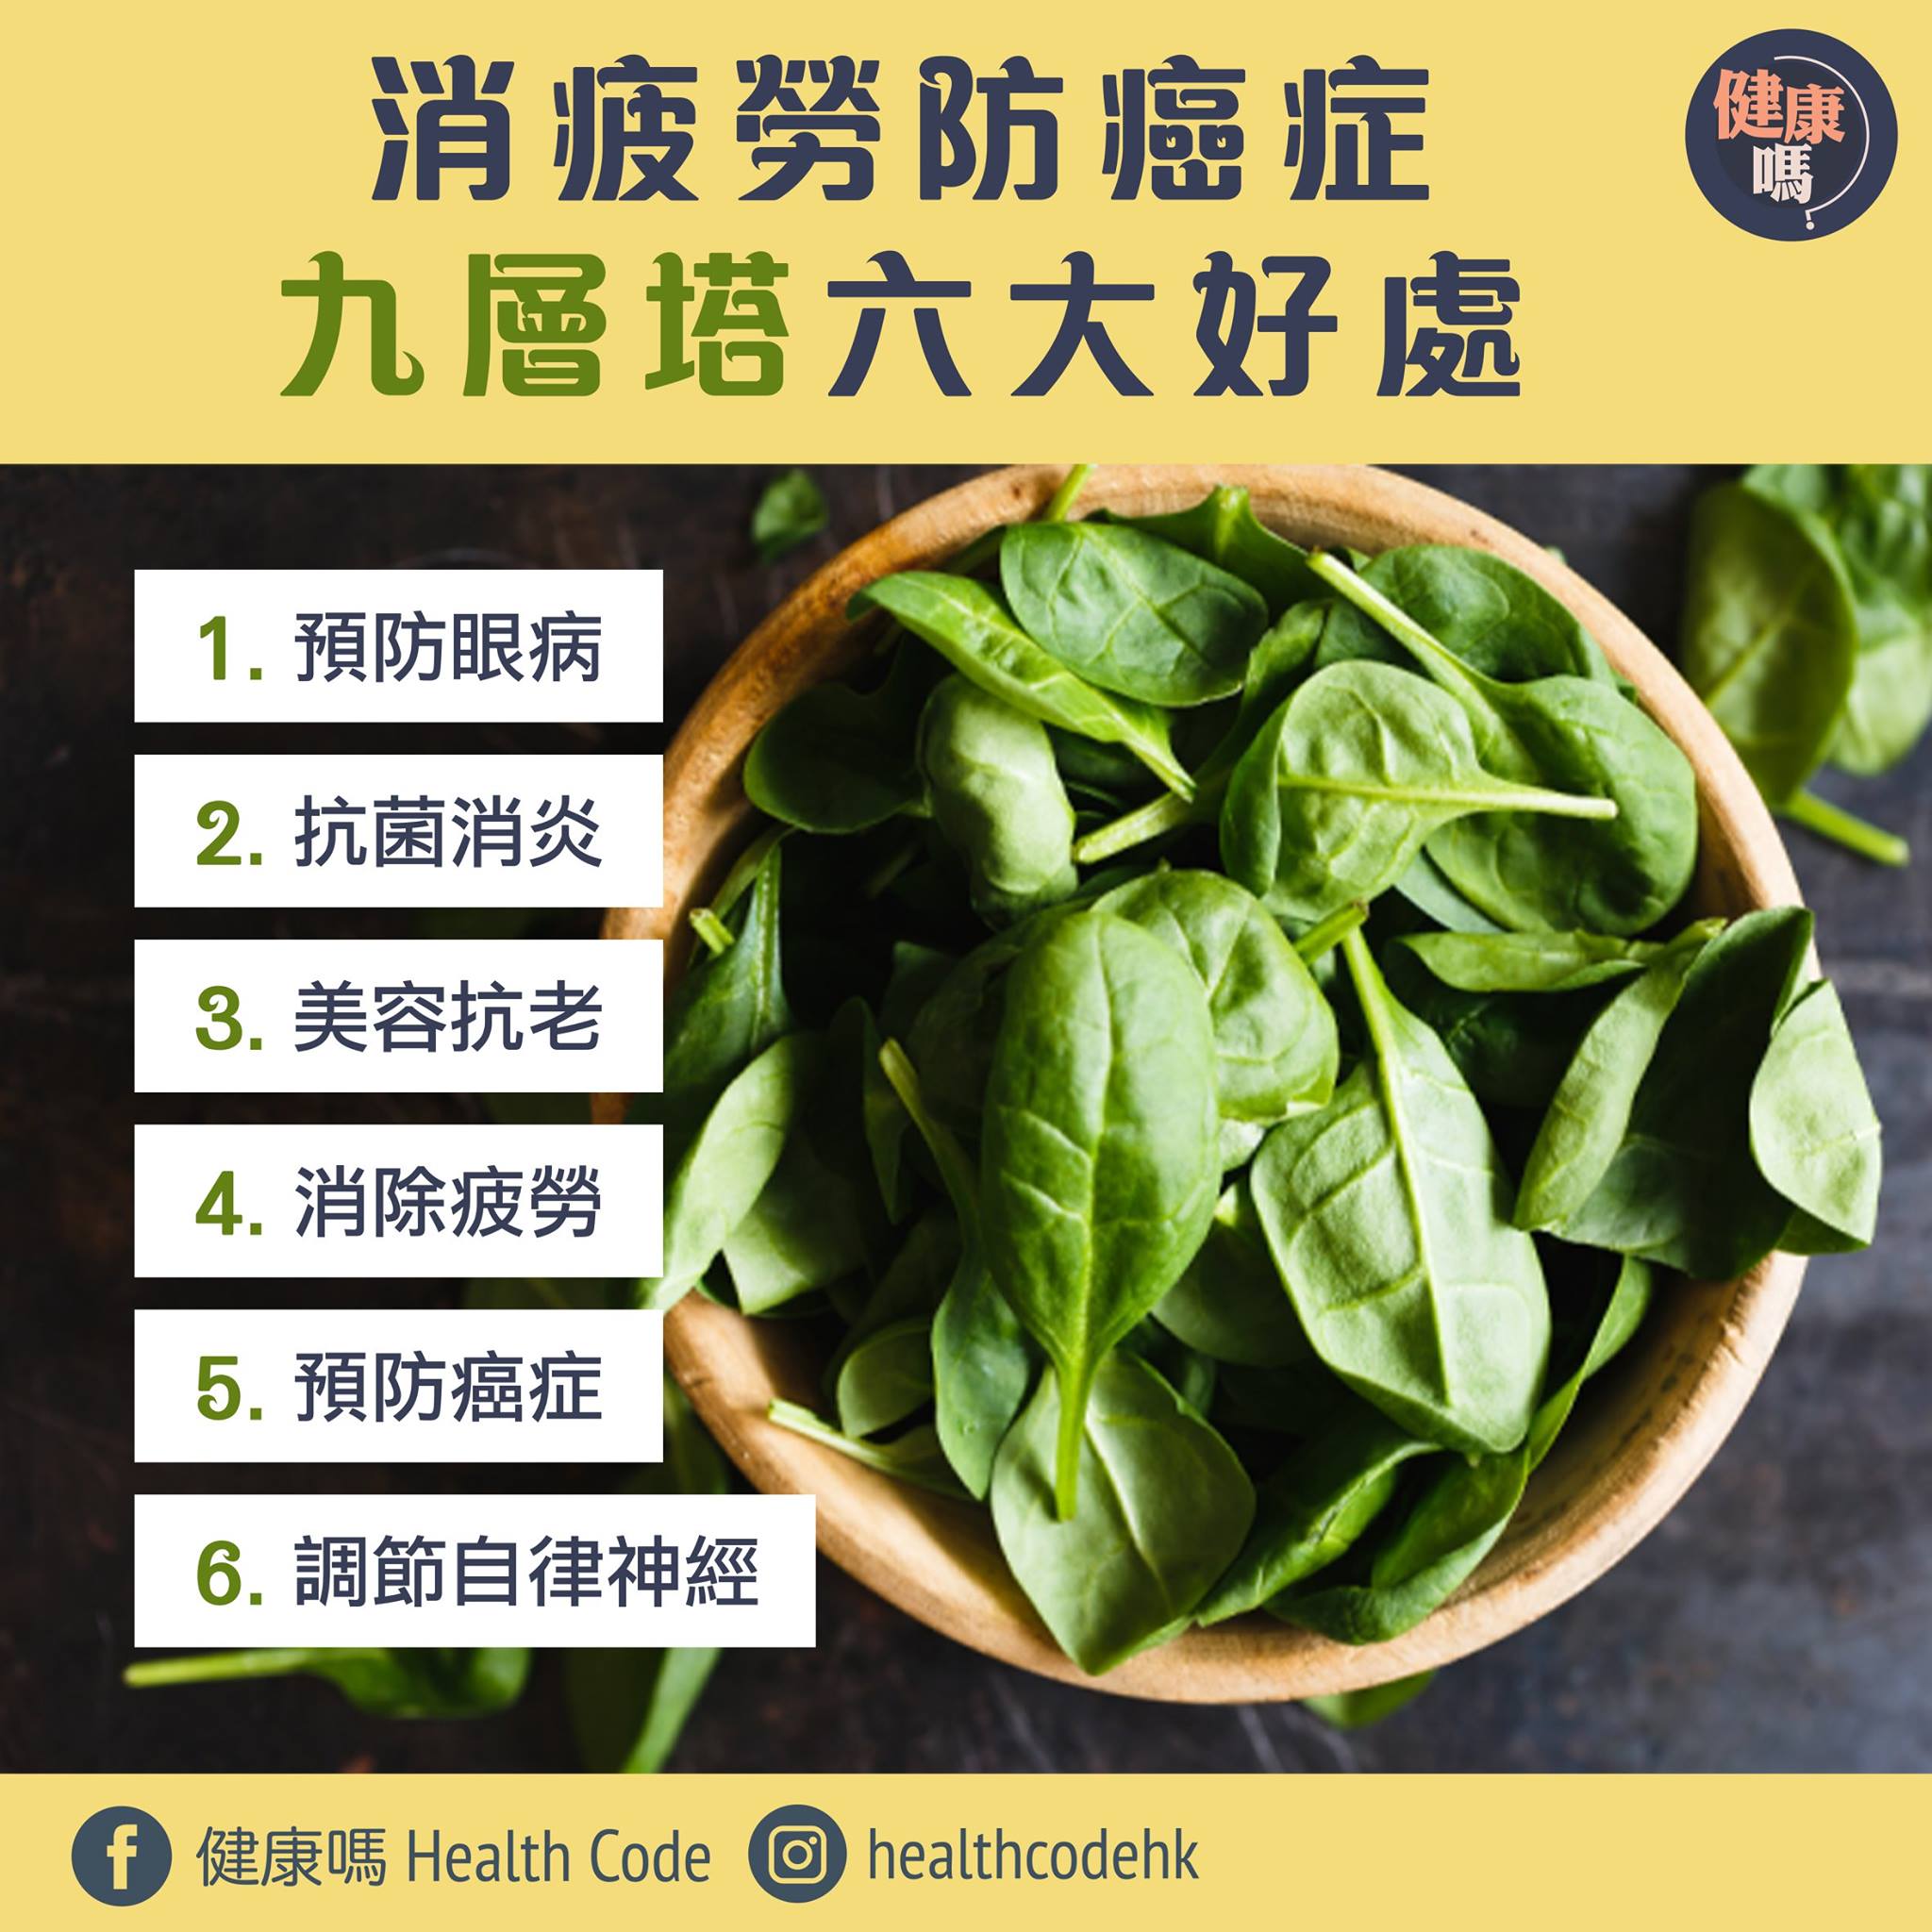 消疲勞防癌症
九層塔六大好處
健康
嗎?
1. 預防眼病
2. 抗菌消炎
3. 美容抗老
4. 消除疲勞
5. 預防癌症
6. 調節自律神經
健康嗎 Health Code
healthcodehk